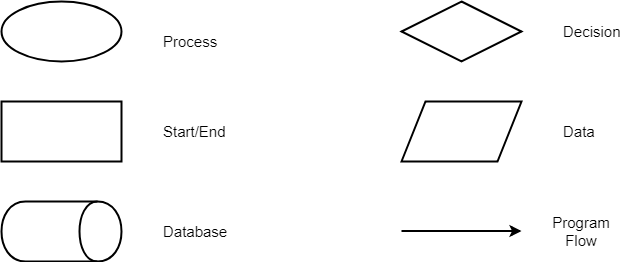 Process
Decision
Start/End
Data
Database
Program
Flow